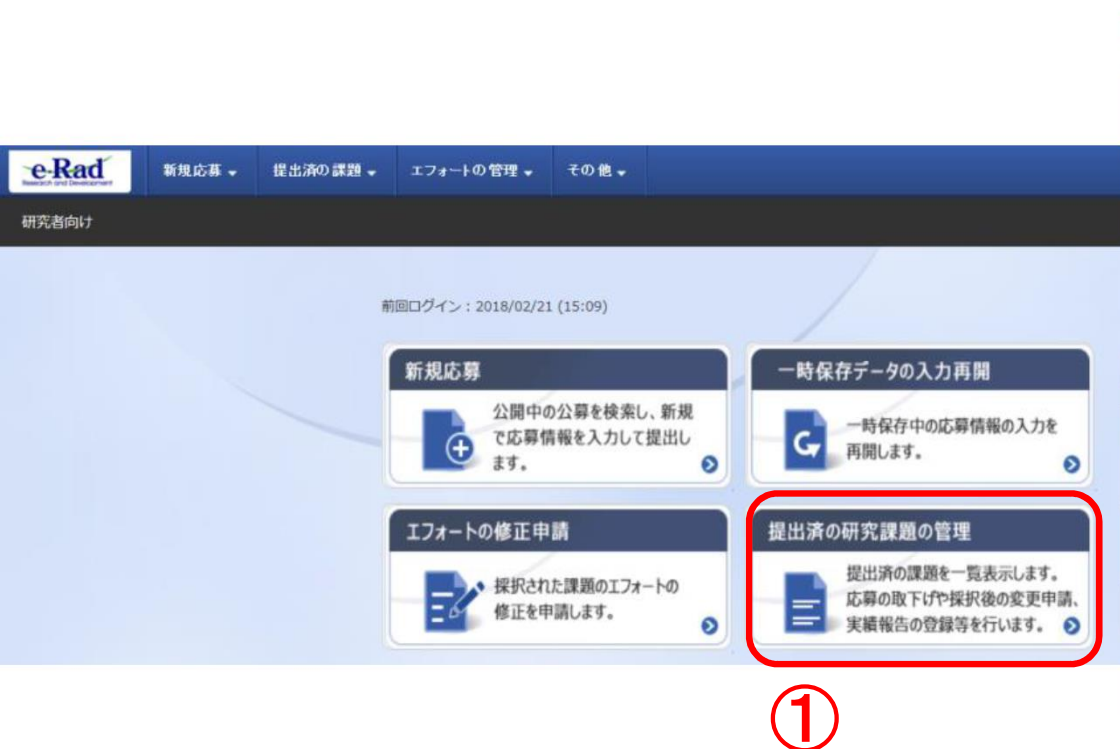 e-Rad
Research and Development
新規応募
提出済の課題
エフォートの管理
その他
研究者向け
前回ログイン：2018/02/21 (15:09)
新規応募
公開中の公募を検索し、新規
で応募情報を入力して提出し
ます。
一時保存データの入力再開
一時保存中の応募情報の入力を
再開します。
エフォートの修正申請
採択された課題のエフォートの
修正を申請します。
提出済の研究課題の管理
提出済の課題を一覧表示します。
応募の取下げや採択後の変更申請、
実績報告の登録等を行います。
①